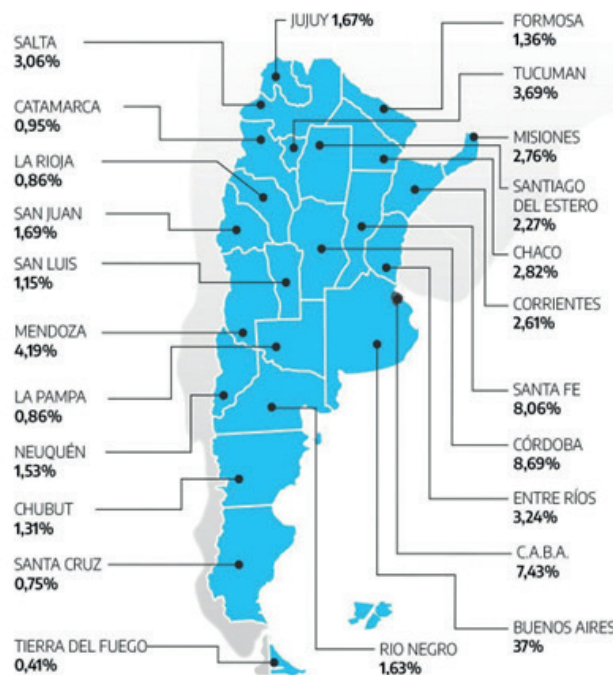 JUJUY 1,67%
SALTA
3,06%
CATAMARCA
0,95%
LA RIOJA
0,86%
SAN JUAN
1,69%
SAN LUIS
1,15%
MENDOZA
4,19%
LA PAMPA
0,86%
NEUQUÉN
1,53%
CHUBUT
1,31%
SANTA CRUZ
0,75%
TIERRA DEL FUEGO
0,41%
FORMOSA
1,36%
TUCUMAN
3,69%
MISIONES
2,76%
SANTIAGO
DEL ESTERO
2,27%
CHACO
2,82%
CORRIENTES
2,61%
SANTA FE
8,06%
CÓRDOBA
8,69%
ENTRE RÍOS
3,24%
C.A.B.A.
7,43%
BUENOS AIRES
37%
RIO NEGRO
1,63%